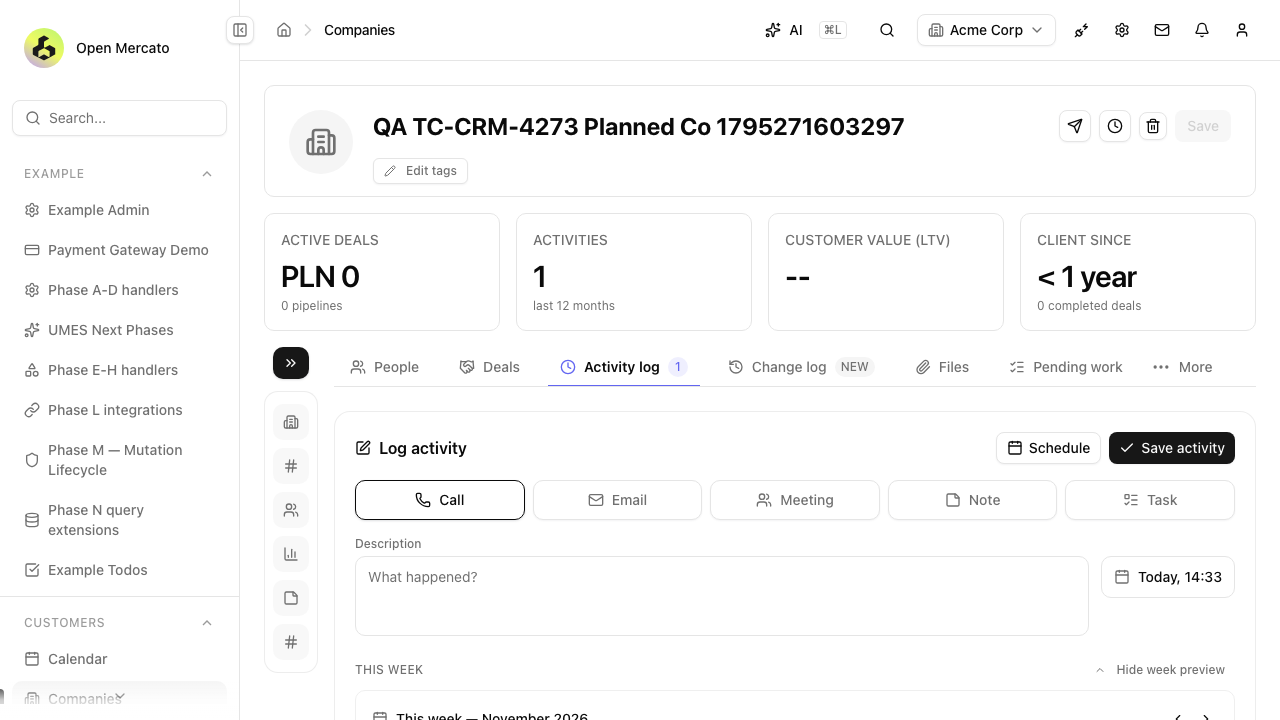 Open Mercato
Search...
EXAMPLE
Example Admin
Payment Gateway Demo
Phase A-D handlers
UMES Next Phases
Phase E-H handlers
Phase L integrations
Phase M — Mutation
Lifecycle
Phase N query
extensions
Example Todos
CUSTOMERS
Calendar
Companies
Companies
AI
⌘L
Acme Corp
QA TC-CRM-4273 Planned Co 1795271603297
Edit tags
Save
ACTIVE DEALS
PLN 0
0 pipelines
ACTIVITIES
1
last 12 months
CUSTOMER VALUE (LTV)
--
CLIENT SINCE
< 1 year
0 completed deals
People
Deals
Activity log 1
Change log NEW
Files
Pending work
More
Log activity
Schedule
Save activity
Call
Email
Meeting
Note
Task
Description
What happened?
Today, 14:33
THIS WEEK
Hide week preview
This week — November 2026